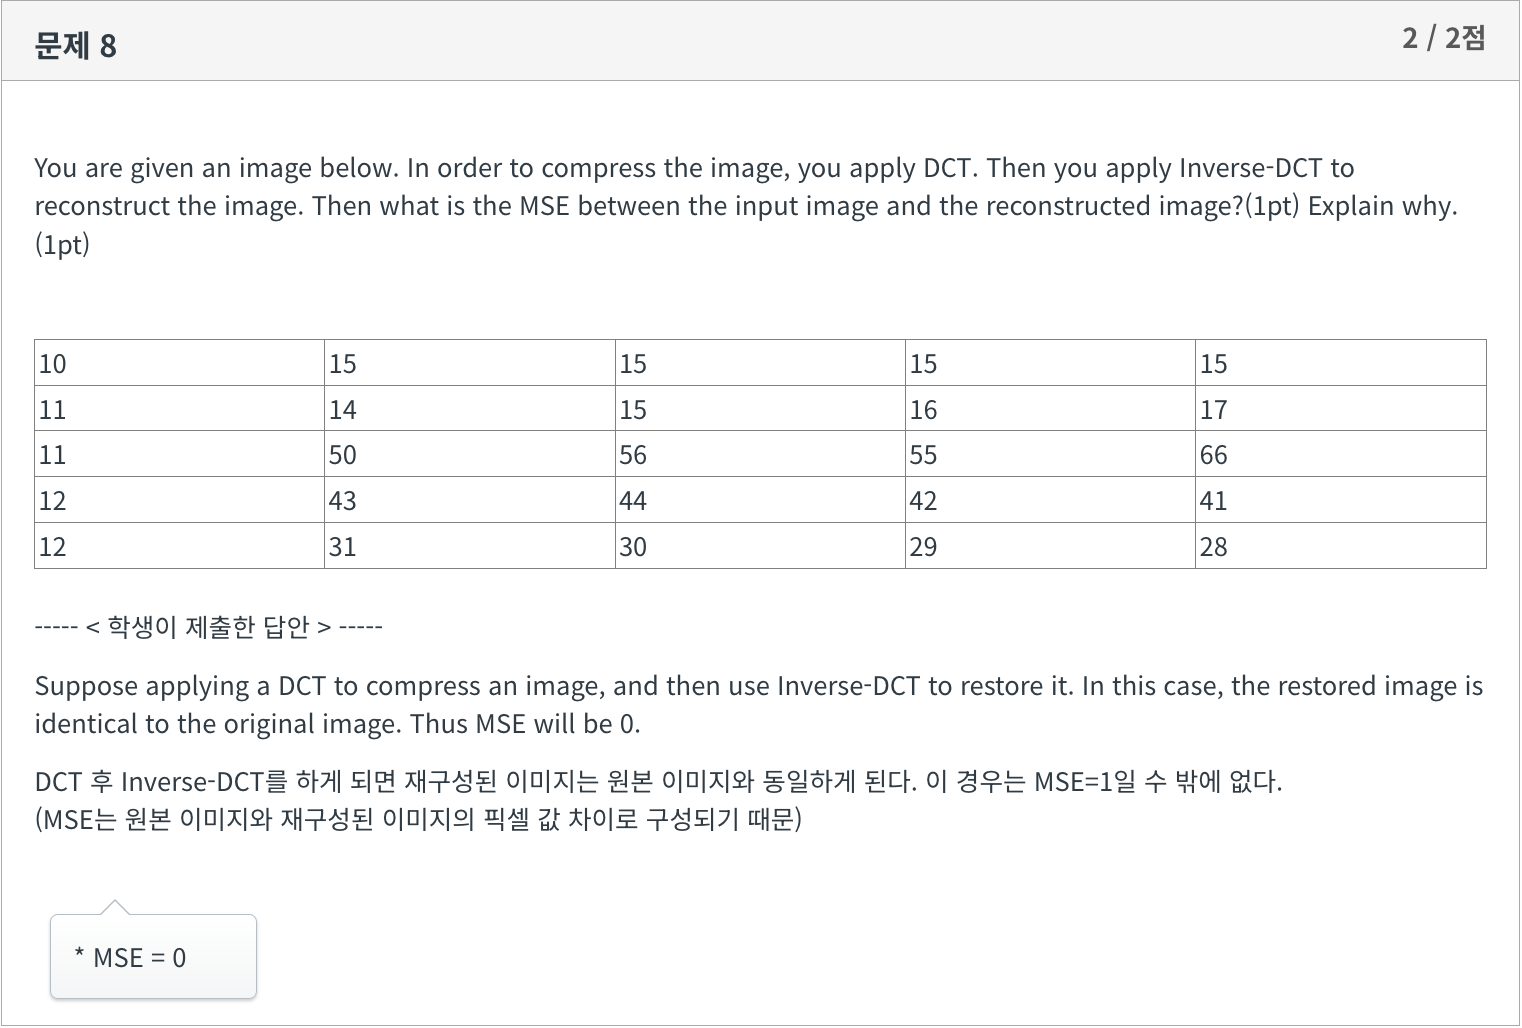 문제 8
2 / 2점
You are given an image below. In order to compress the image, you apply DCT. Then you apply Inverse-DCT to
reconstruct the image. Then what is the MSE between the input image and the reconstructed image?(1pt) Explain why.
(1pt)
10 15 15 15 15
11 14 15 16 17
11 50 56 55 66
12 43 44 42 41
12 31 30 29 28
----- < 학생이 제출한 답안 > -----
Suppose applying a DCT to compress an image, and then use Inverse-DCT to restore it. In this case, the restored image is
identical to the original image. Thus MSE will be 0.
DCT 후 Inverse-DCT를 하게 되면 재구성된 이미지는 원본 이미지와 동일하게 된다. 이 경우는 MSE=1일 수 밖에 없다.
(MSE는 원본 이미지와 재구성된 이미지의 픽셀 값 차이로 구성되기 때문)
* MSE = 0